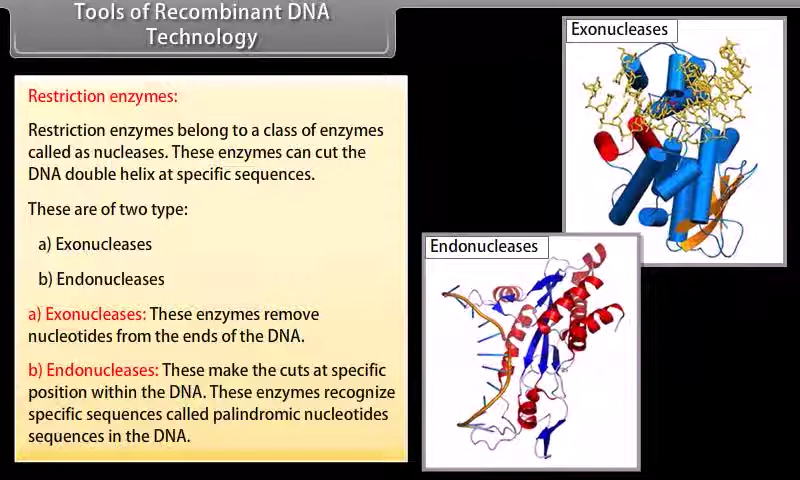 Tools of Recombinant DNA
Technology
Exonucleases
Restriction enzymes:
Restriction enzymes belong to a class of enzymes
called as nucleases. These enzymes can cut the
DNA double helix at specific sequences.
These are of two type:
a) Exonucleases
b) Endonucleases
a) Exonucleases: These enzymes remove
nucleotides from the ends of the DNA.
b) Endonucleases: These make the cuts at specific
position within the DNA. These enzymes recognize
specific sequences called palindromic nucleotides
sequences in the DNA.
Endonucleases